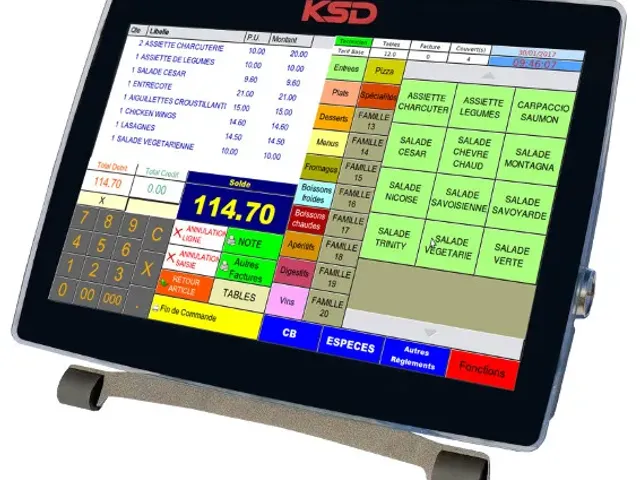 KSD
Qte Libelle P.U. Montant
2 ASSIETTE CHARCUTERIE 10.00 20.00
1 ASSIETTE DE LEGUMES 10.00 10.00
1 SALADE CESAR 9.60 9.60
1 ENTRECOTE 21.00 21.00
1 AIGUILLETTES CROUSTILLANTI 15.00 15.00
1 CHICKEN WINGS 14.60 14.60
1 LASAGNES 14.50 14.50
1 SALADE VEGETARIENNE 10.00 10.00
Total Debit Total Credit
114.70 0.00
X
Solde
114.70
7 8 9 C
4 5 6
1 2 3 X
0 00 000 .
ANNULATION
LIGNE
NOTE
ANNULATION
SAISIE
Autres
Factures
RETOUR
ARTICLE
TABLES
Fin de Commande
Tarif Base
Tables
12.0
Facture
0
Couvert(s)
4
30/01/2017
09:46:07
Entrees
Pizza
Plats
Spécialités
Desserts
FAMILLE
13
Menus
FAMILLE
14
Fromages
FAMILLE
15
Boissons
froides
FAMILLE
16
Boissons
chaudes
FAMILLE
17
Apéritifs
FAMILLE
18
Digestifs
FAMILLE
19
Vins
FAMILLE
20
ASSIETTE
CHARCUTER
ASSIETTE
LEGUMES
CARPACCIO
SAUMON
SALADE
CESAR
SALADE
CHEVRE
CHAUD
SALADE
MONTAGNA
SALADE
NICOISE
SALADE
SAVOISIENNE
SALADE
SAVOYARDE
SALADE
TRINITY
SALADE
VEGETARIE
SALADE
VERTE
CB
ESPECES
Autres
Règlements
Fonctions